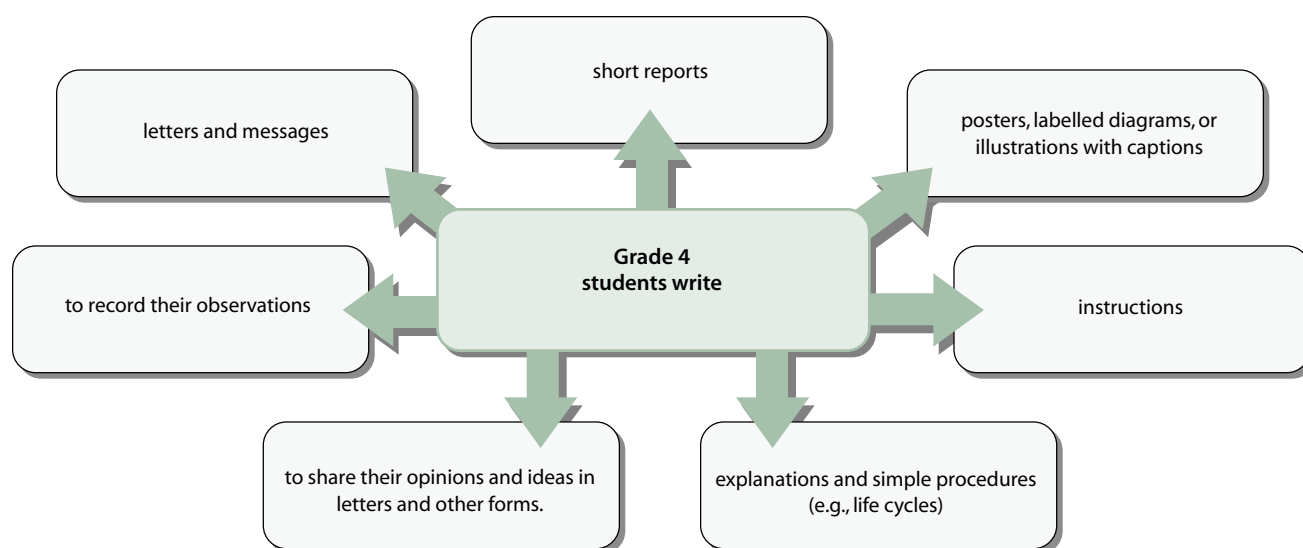 short reports
letters and messages
posters, labelled diagrams, or
illustrations with captions
Grade 4
students write
to record their observations
instructions
to share their opinions and ideas in
letters and other forms.
explanations and simple procedures
(e.g., life cycles)